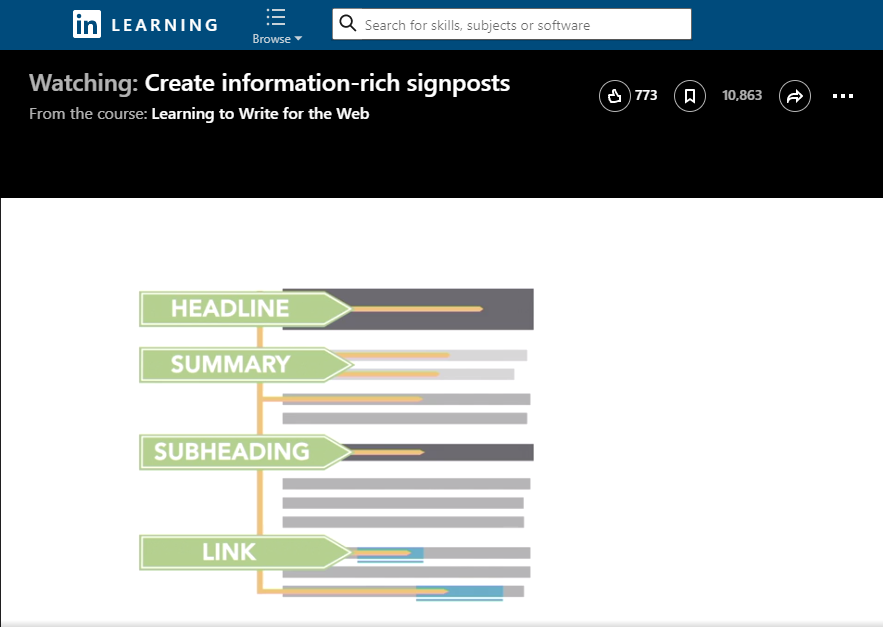 in LEARNING
Browse
Search for skills, subjects or software
Watching: Create information-rich signposts
773
10,863
From the course: Learning to Write for the Web
HEADLINE
SUMMARY
SUBHEADING
LINK